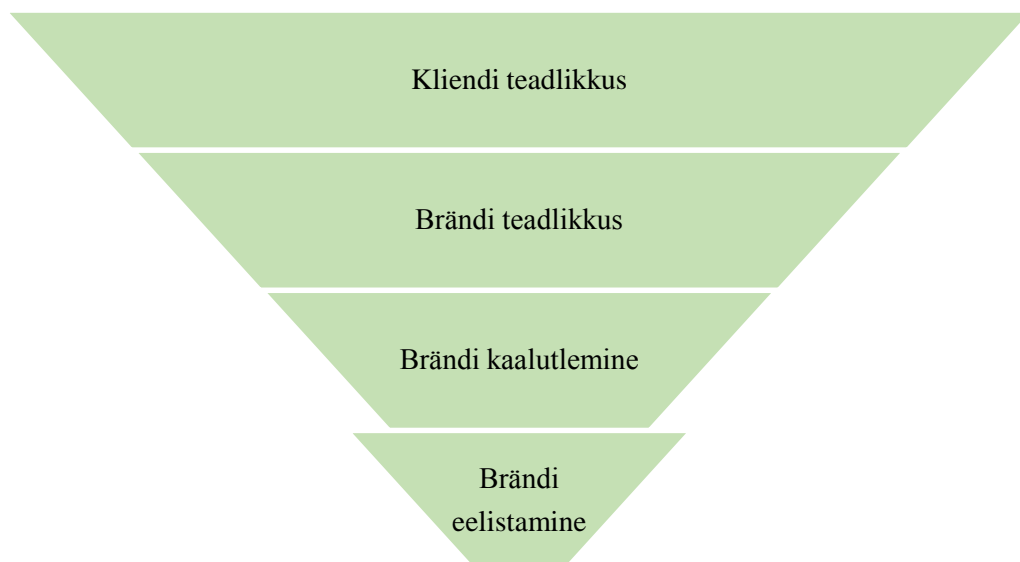 Kliendi teadlikkus
Brändi teadlikkus
Brändi kaalutlemine
Brändi
eelistamine